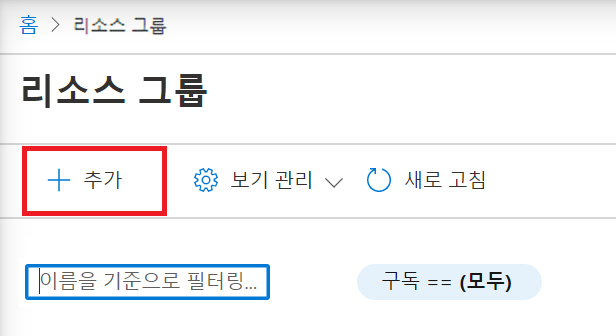 홈 > 리소스 그룹
리소스 그룹
추가 보기 관리 새로 고침
이름을 기준으로 필터링... 구독 == (모두)